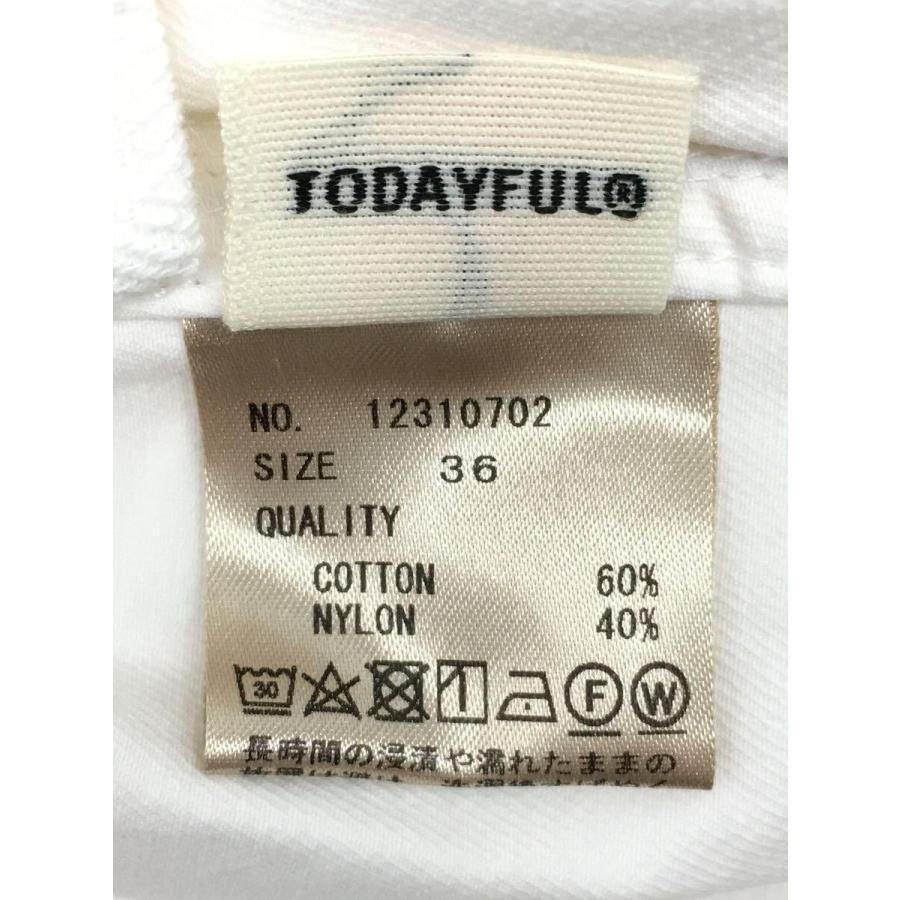 TODAYFUL®
NO. 12310702
SIZE 36
QUALITY
COTTON 60%
NYLON 40%
30 F W
長時間の浸漬や濡れたままの